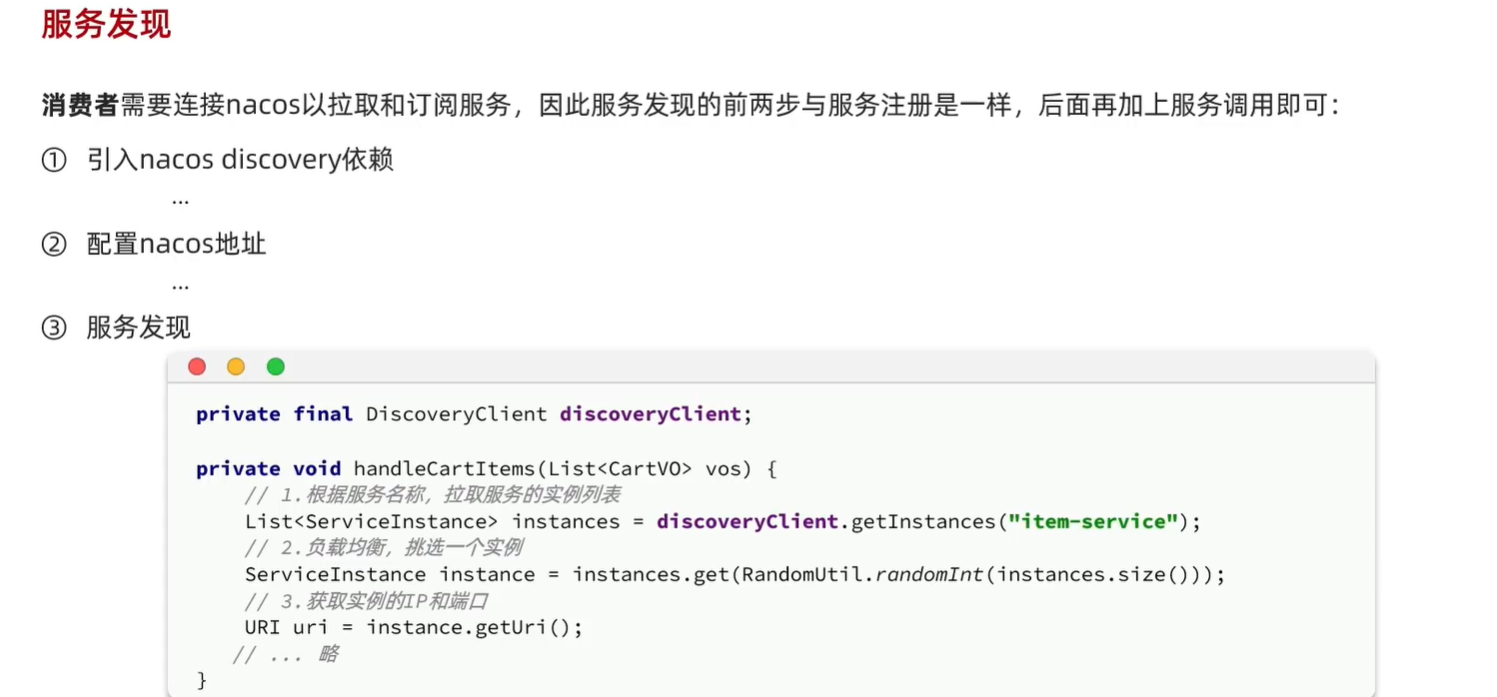 服务发现
消费者需要连接nacos以拉取和订阅服务，因此服务发现的前两步与服务注册是一样，后面再加上服务调用即可：
① 引入nacos discovery依赖
...
② 配置nacos地址
...
③ 服务发现
private final DiscoveryClient discoveryClient;
private void handleCartItems(List<CartVO> vos) {
// 1.根据服务名称，拉取服务的实例列表
List<ServiceInstance> instances = discoveryClient.getInstances("item-service");
// 2.负载均衡，挑选一个实例
ServiceInstance instance = instances.get(RandomUtil.randomInt(instances.size()));
// 3.获取实例的IP和端口
URI uri = instance.getUri();
// ... 略
}